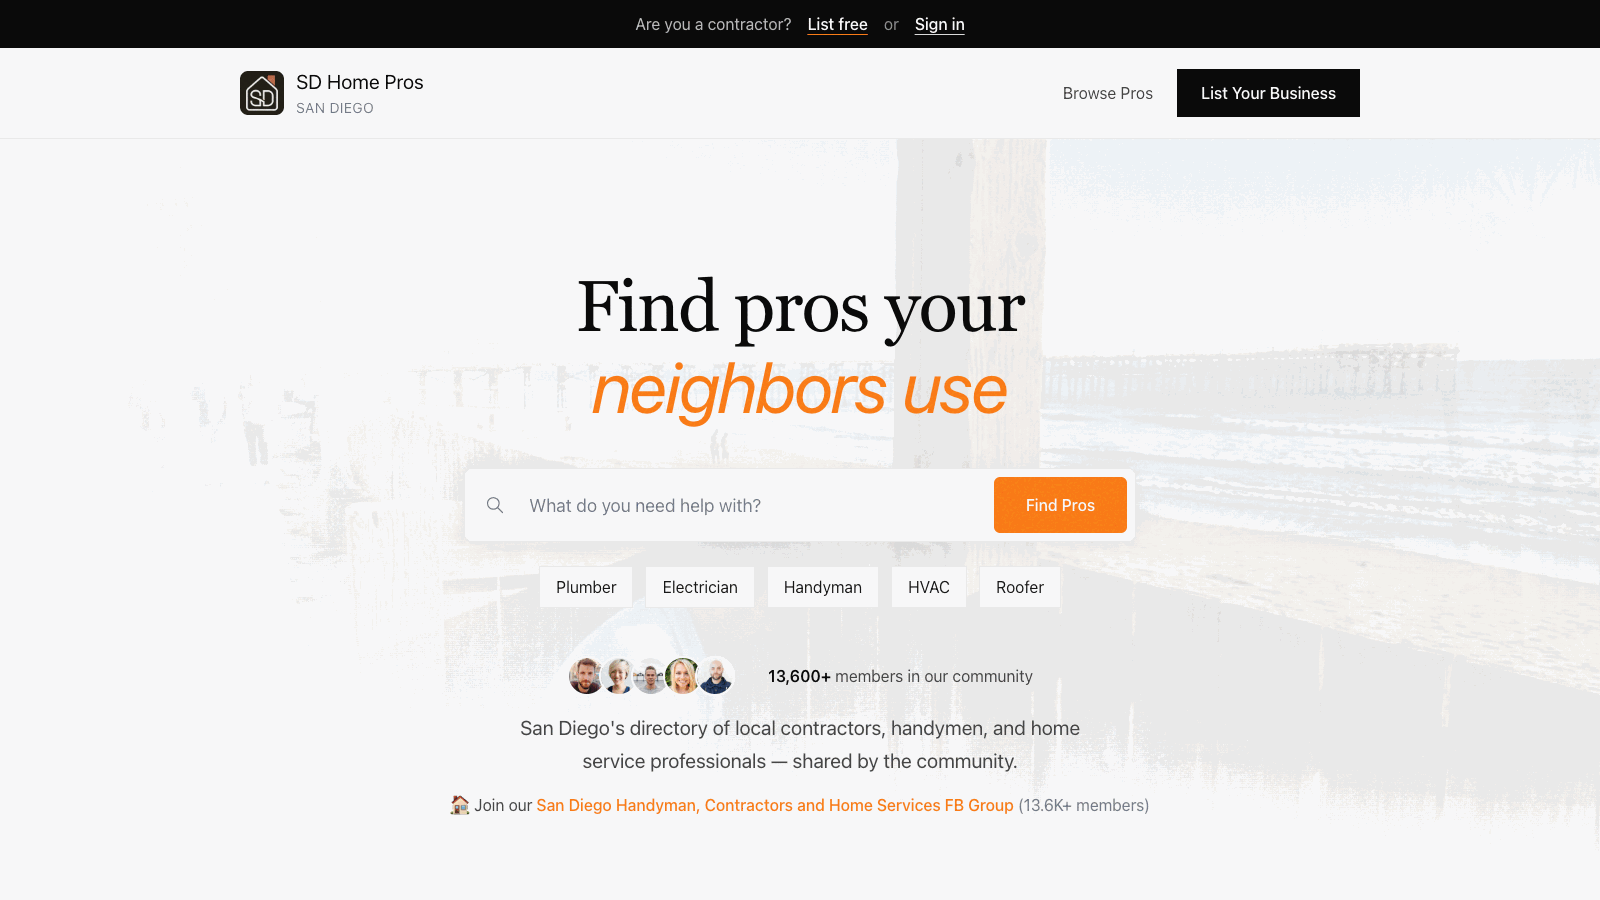 Are you a contractor? List free or Sign in
SD
SD Home Pros
SAN DIEGO
Browse Pros
List Your Business
Find pros your
neighbors use
What do you need help with?
Find Pros
Plumber
Electrician
Handyman
HVAC
Roofer
13,600+ members in our community
San Diego's directory of local contractors, handymen, and home
service professionals — shared by the community.
🏠 Join our San Diego Handyman, Contractors and Home Services FB Group (13.6K+ members)